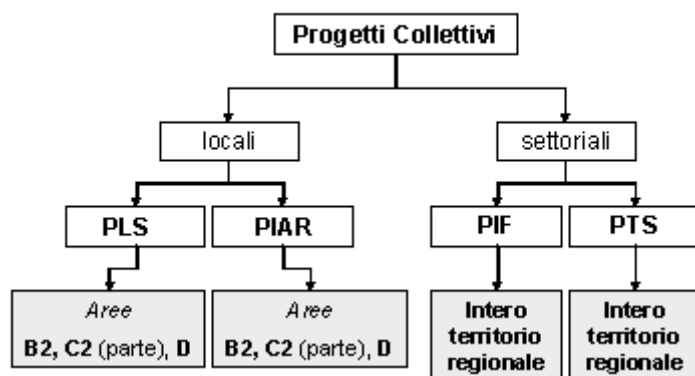 Progetti Collettivi
locali
settoriali
PLS
PIAR
PIF
PTS
Aree
B2, C2 (parte), D
Aree
B2, C2 (parte), D
Intero
territorio
regionale
Intero
territorio
regionale